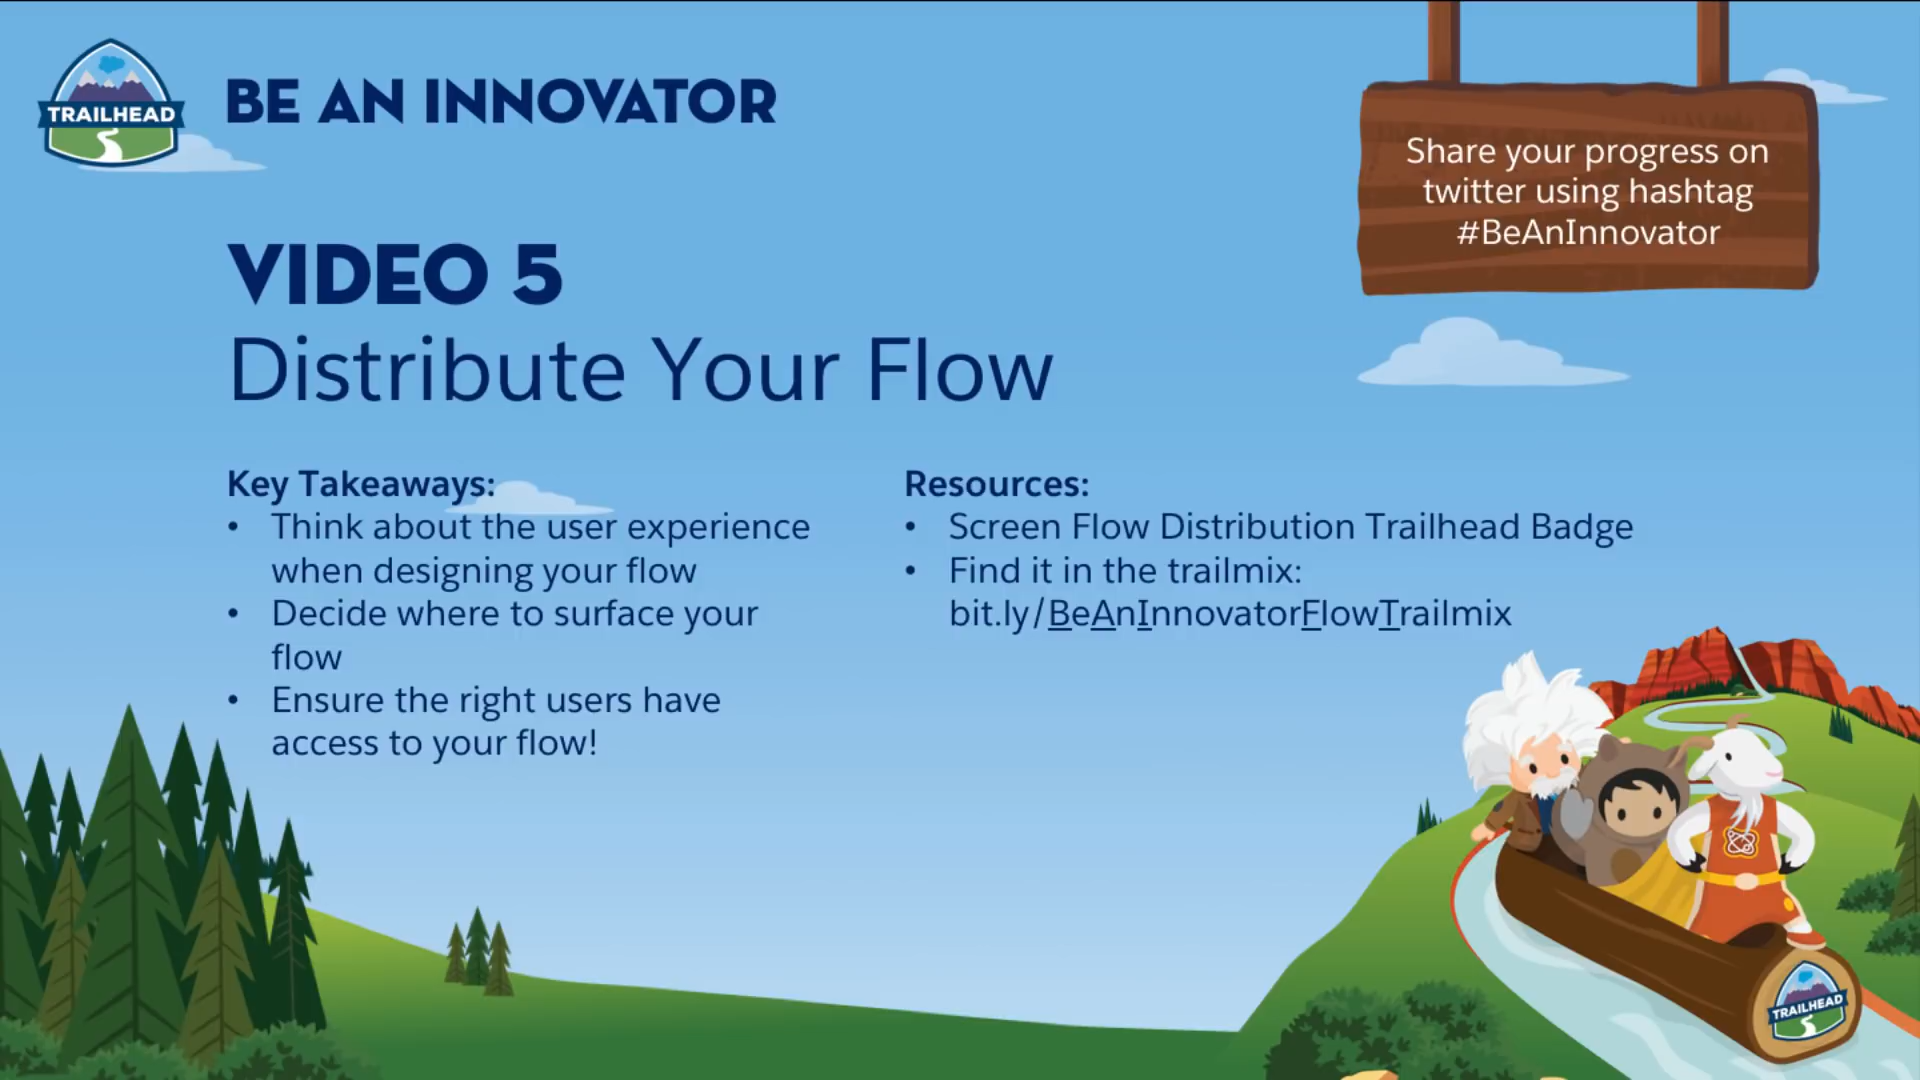 TRAILHEAD
BE AN INNOVATOR
Share your progress on
twitter using hashtag
#BeAnInnovator
VIDEO 5
Distribute Your Flow
Key Takeaways:
• Think about the user experience
when designing your flow
• Decide where to surface your
flow
• Ensure the right users have
access to your flow!
Resources:
• Screen Flow Distribution Trailhead Badge
• Find it in the trailmix:
bit.ly/BeAnInnovatorFlowTrailmix
TRAILHEAD